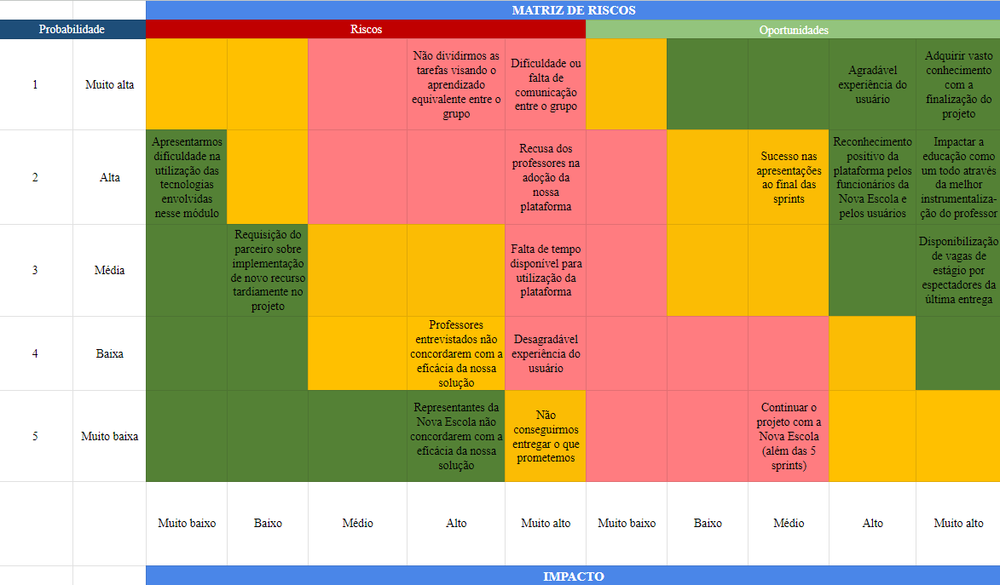 MATRIZ DE RISCOS
Probabilidade
Riscos
Oportunidades
1
Muito alta
Não dividirmos as
tarefas visando o
aprendizado
equivalente entre o
grupo
Dificuldade ou
falta de
comunicação
entre o grupo
Agradável
experiência do
usuário
Adquirir vasto
conhecimento
com a
finalização do
projeto
2
Alta
Apresentarmos
dificuldade na
utilização das
tecnologias
envolvidas
nesse módulo
Recusa dos
professores na
adoção da
nossa
plataforma
Sucesso nas
apresentações
ao final das
sprints
Reconhecimento
positivo da
plataforma pelos
funcionários da
Nova Escola e
pelos usuários
Impactar a
educação como
um todo através
da melhor
instrumentaliza-
ção do professor
3
Média
Requisição do
parceiro sobre
implementação
de novo recurso
tardiamente no
projeto
Falta de tempo
disponível para
utilização da
plataforma
Disponibilização
de vagas de
estágio por
espectadores da
última entrega
4
Baixa
Professores
entrevistados não
concordarem com a
eficácia da nossa
solução
Desagradável
experiência do
usuário
5
Muito baixa
Representantes da
Nova Escola não
concordarem com a
eficácia da nossa
solução
Não
conseguirmos
entregar o que
prometemos
Continuar o
projeto com a
Nova Escola
(além das 5
sprints)
Muito baixo
Baixo
Médio
Alto
Muito alto
Muito baixo
Baixo
Médio
Alto
Muito alto
IMPACTO